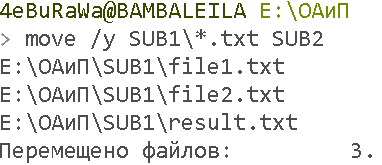 4eBuRaWa@BAMBALEILA E:\ОАиП
> move /y SUB1\*.txt SUB2
E:\ОАиП\SUB1\file1.txt
E:\ОАиП\SUB1\file2.txt
E:\ОАиП\SUB1\result.txt
Перемещено файлов:         3.